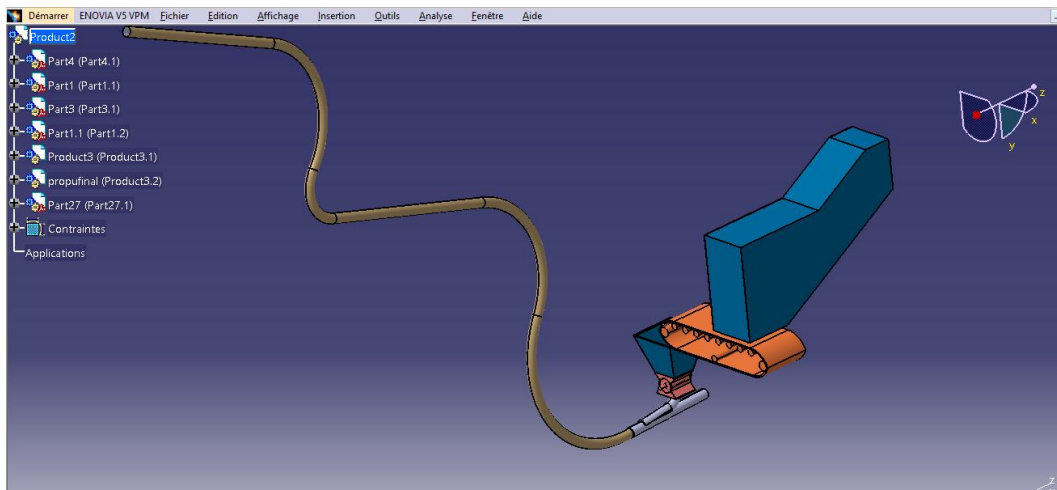 Démarrer ENOVIA V5 VPM Fichier Edition Affichage Insertion Outils Analyse Fenêtre Aide
Product2
Part4 (Part4.1)
Part1 (Part1.1)
Part3 (Part3.1)
Part1.1 (Part1.2)
Product3 (Product3.1)
propufinal (Product3.2)
Part27 (Part27.1)
Contraintes
Applications
z
x
y
z